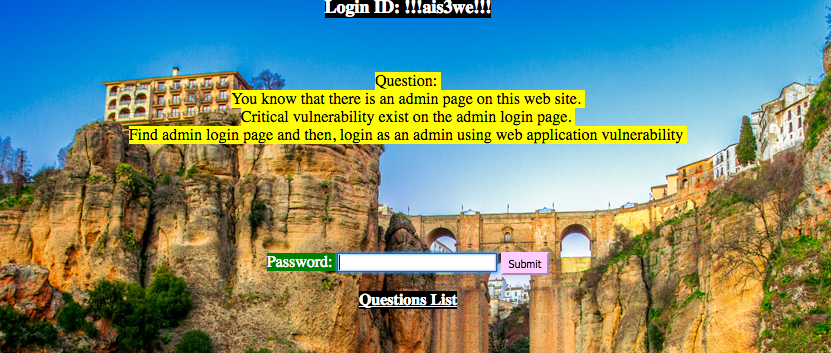 Login ID: !!!ais3we!!!
Question:
You know that there is an admin page on this web site.
Critical vulnerability exist on the admin login page.
Find admin login page and then, login as an admin using web application vulnerability
Password:
Submit
Questions List